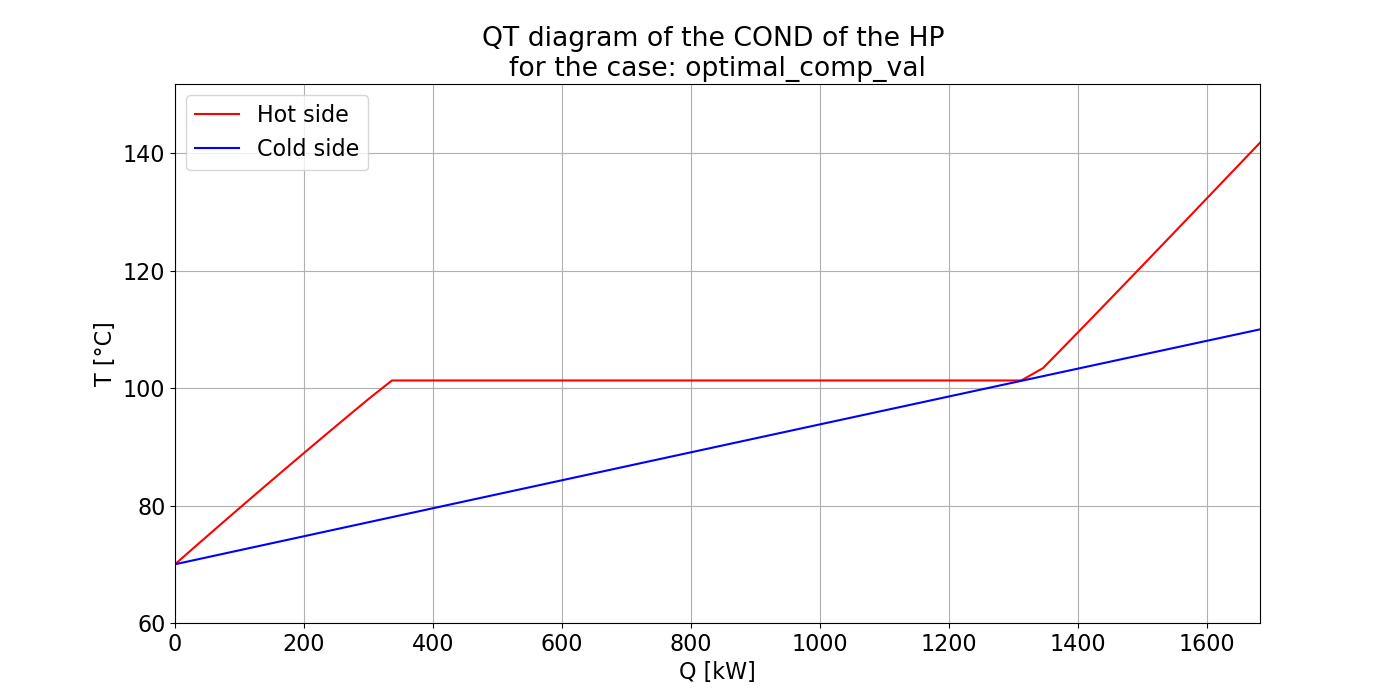 QT diagram of the COND of the HP
for the case: optimal_comp_val
Hot side
Cold side
T [°C]
140
120
100
80
60
0 200 400 600 800 1000 1200 1400 1600
Q [kW]